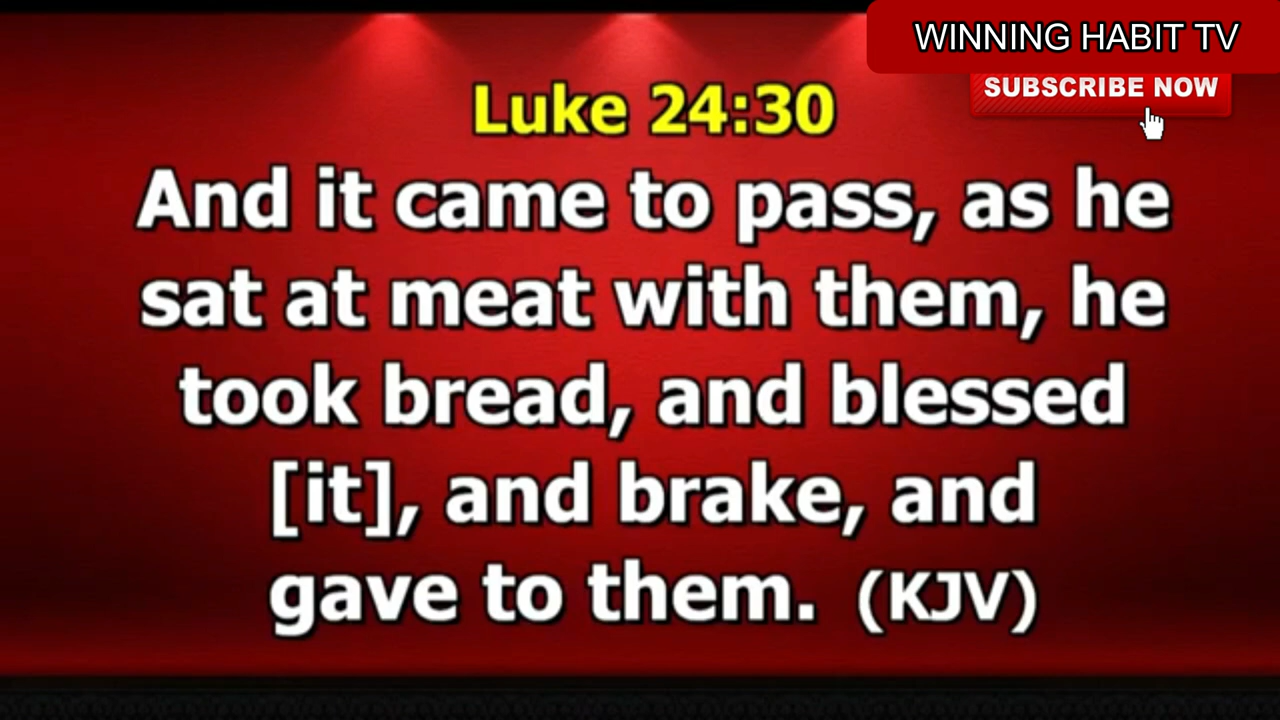 WINNING HABIT TV
SUBSCRIBE NOW
Luke 24:30
And it came to pass, as he
sat at meat with them, he
took bread, and blessed
[it], and brake, and
gave to them. (KJV)